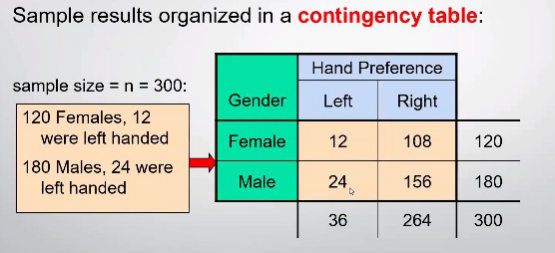 Sample results organized in a contingency table:
sample size = n = 300:
120 Females, 12
were left handed
180 Males, 24 were
left handed
Hand Preference
Gender Left Right
Female 12 108 120
Male 24 156 180
36 264 300